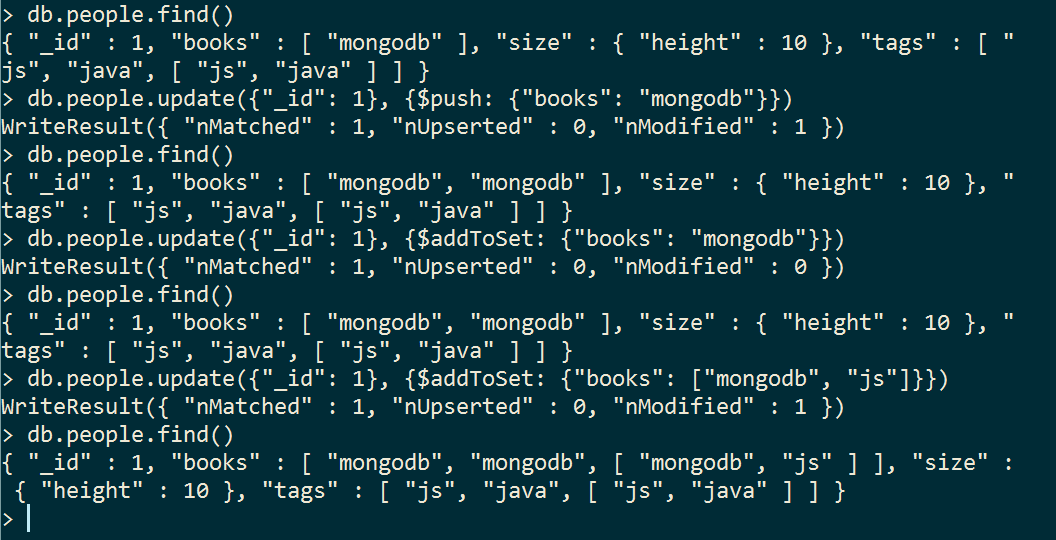 > db.people.find()
{ "_id" : 1, "books" : [ "mongodb" ], "size" : { "height" : 10 }, "tags" : [ "
js", "java", [ "js", "java" ] ] }
> db.people.update({"_id": 1}, {$push: {"books": "mongodb"}})
WriteResult({ "nMatched" : 1, "nUpserted" : 0, "nModified" : 1 })
> db.people.find()
{ "_id" : 1, "books" : [ "mongodb", "mongodb" ], "size" : { "height" : 10 }, "
tags" : [ "js", "java", [ "js", "java" ] ] }
> db.people.update({"_id": 1}, {$addToSet: {"books": "mongodb"}})
WriteResult({ "nMatched" : 1, "nUpserted" : 0, "nModified" : 0 })
> db.people.find()
{ "_id" : 1, "books" : [ "mongodb", "mongodb" ], "size" : { "height" : 10 }, "
tags" : [ "js", "java", [ "js", "java" ] ] }
> db.people.update({"_id": 1}, {$addToSet: {"books": ["mongodb", "js"]}})
WriteResult({ "nMatched" : 1, "nUpserted" : 0, "nModified" : 1 })
> db.people.find()
{ "_id" : 1, "books" : [ "mongodb", "mongodb", [ "mongodb", "js" ] ], "size" :
 { "height" : 10 }, "tags" : [ "js", "java", [ "js", "java" ] ] }
>